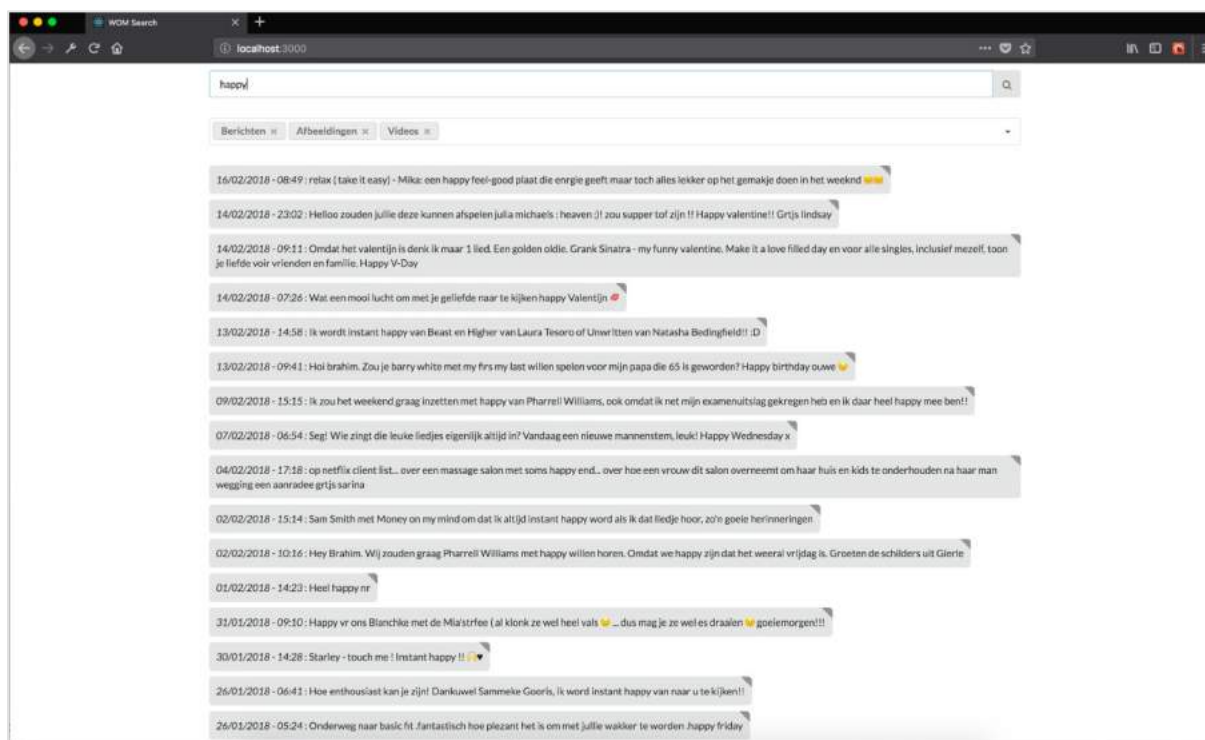 WOM Search
localhost:3000
happy
Berichten Afbeeldingen Videos
16/02/2018 - 08:49 : relax ( take it easy) - Mika: een happy feel-good plaat die enrgie geeft maar toch alles lekker op het gemakje doen in het weeknd
14/02/2018 - 23:02 : Helloo zouden jullie deze kunnen afspelen julia michaels : heaven :)! zou supper tof zijn !! Happy valentine!! Grtjs lindsay
14/02/2018 - 09:11 : Omdat het valentijn is denk ik maar 1 lied. Een golden oldie. Grank Sinatra - my funny valentine. Make it a love filled day en voor alle singles, inclusief mezelf, toon
je liefde voir vrienden en familie. Happy V-Day
14/02/2018 - 07:26 : Wat een mooi lucht om met je geliefde naar te kijken happy Valentijn
13/02/2018 - 14:58 : Ik wordt instant happy van Beast en Higher van Laura Tesoro of Unwritten van Natasha Bedingfield!! :D
13/02/2018 - 09:41 : Hoi brahim. Zou je barry white met my firs my last willen spelen voor mijn papa die 65 is geworden? Happy birthday ouwe
09/02/2018 - 15:15 : Ik zou het weekend graag inzetten met happy van Pharrell Williams, ook omdat ik net mijn examenuitslag gekregen heb en ik daar heel happy mee ben!!
07/02/2018 - 06:54 : Seg! Wie zingt die leuke liedjes eigenlijk altijd in? Vandaag een nieuwe mannenstem, leuk! Happy Wednesday x
04/02/2018 - 17:18 : op netflix client list... over een massage salon met soms happy end... over hoe een vrouw dit salon overneemt om haar huis en kids te onderhouden na haar man
wegging een aanradee grtjs sarina
02/02/2018 - 15:14 : Sam Smith met Money on my mind om dat ik altijd instant happy word als ik dat liedje hoor, zo'n goeie herinneringen
02/02/2018 - 10:16 : Hey Brahim. Wij zouden graag Pharrell Williams met happy willen horen. Omdat we happy zijn dat het weeral vrijdag is. Groeten de schilders uit Gierle
01/02/2018 - 14:23 : Heel happy nr
31/01/2018 - 09:10 : Happy vr ons Blanchke met de Mia'strfee ( al klonk ze wel heel vals ... dus mag je ze wel es draaien goeiemorgen!!!
30/01/2018 - 14:28 : Starley - touch me ! Instant happy !! ♥
26/01/2018 - 06:41 : Hoe enthousiast kan je zijn! Dankuwel Sammeke Gooris, ik word instant happy van naar u te kijken!!
26/01/2018 - 05:24 : Onderweg naar basic fit .fantastisch hoe plezant het is om met jullie wakker te worden .happy friday